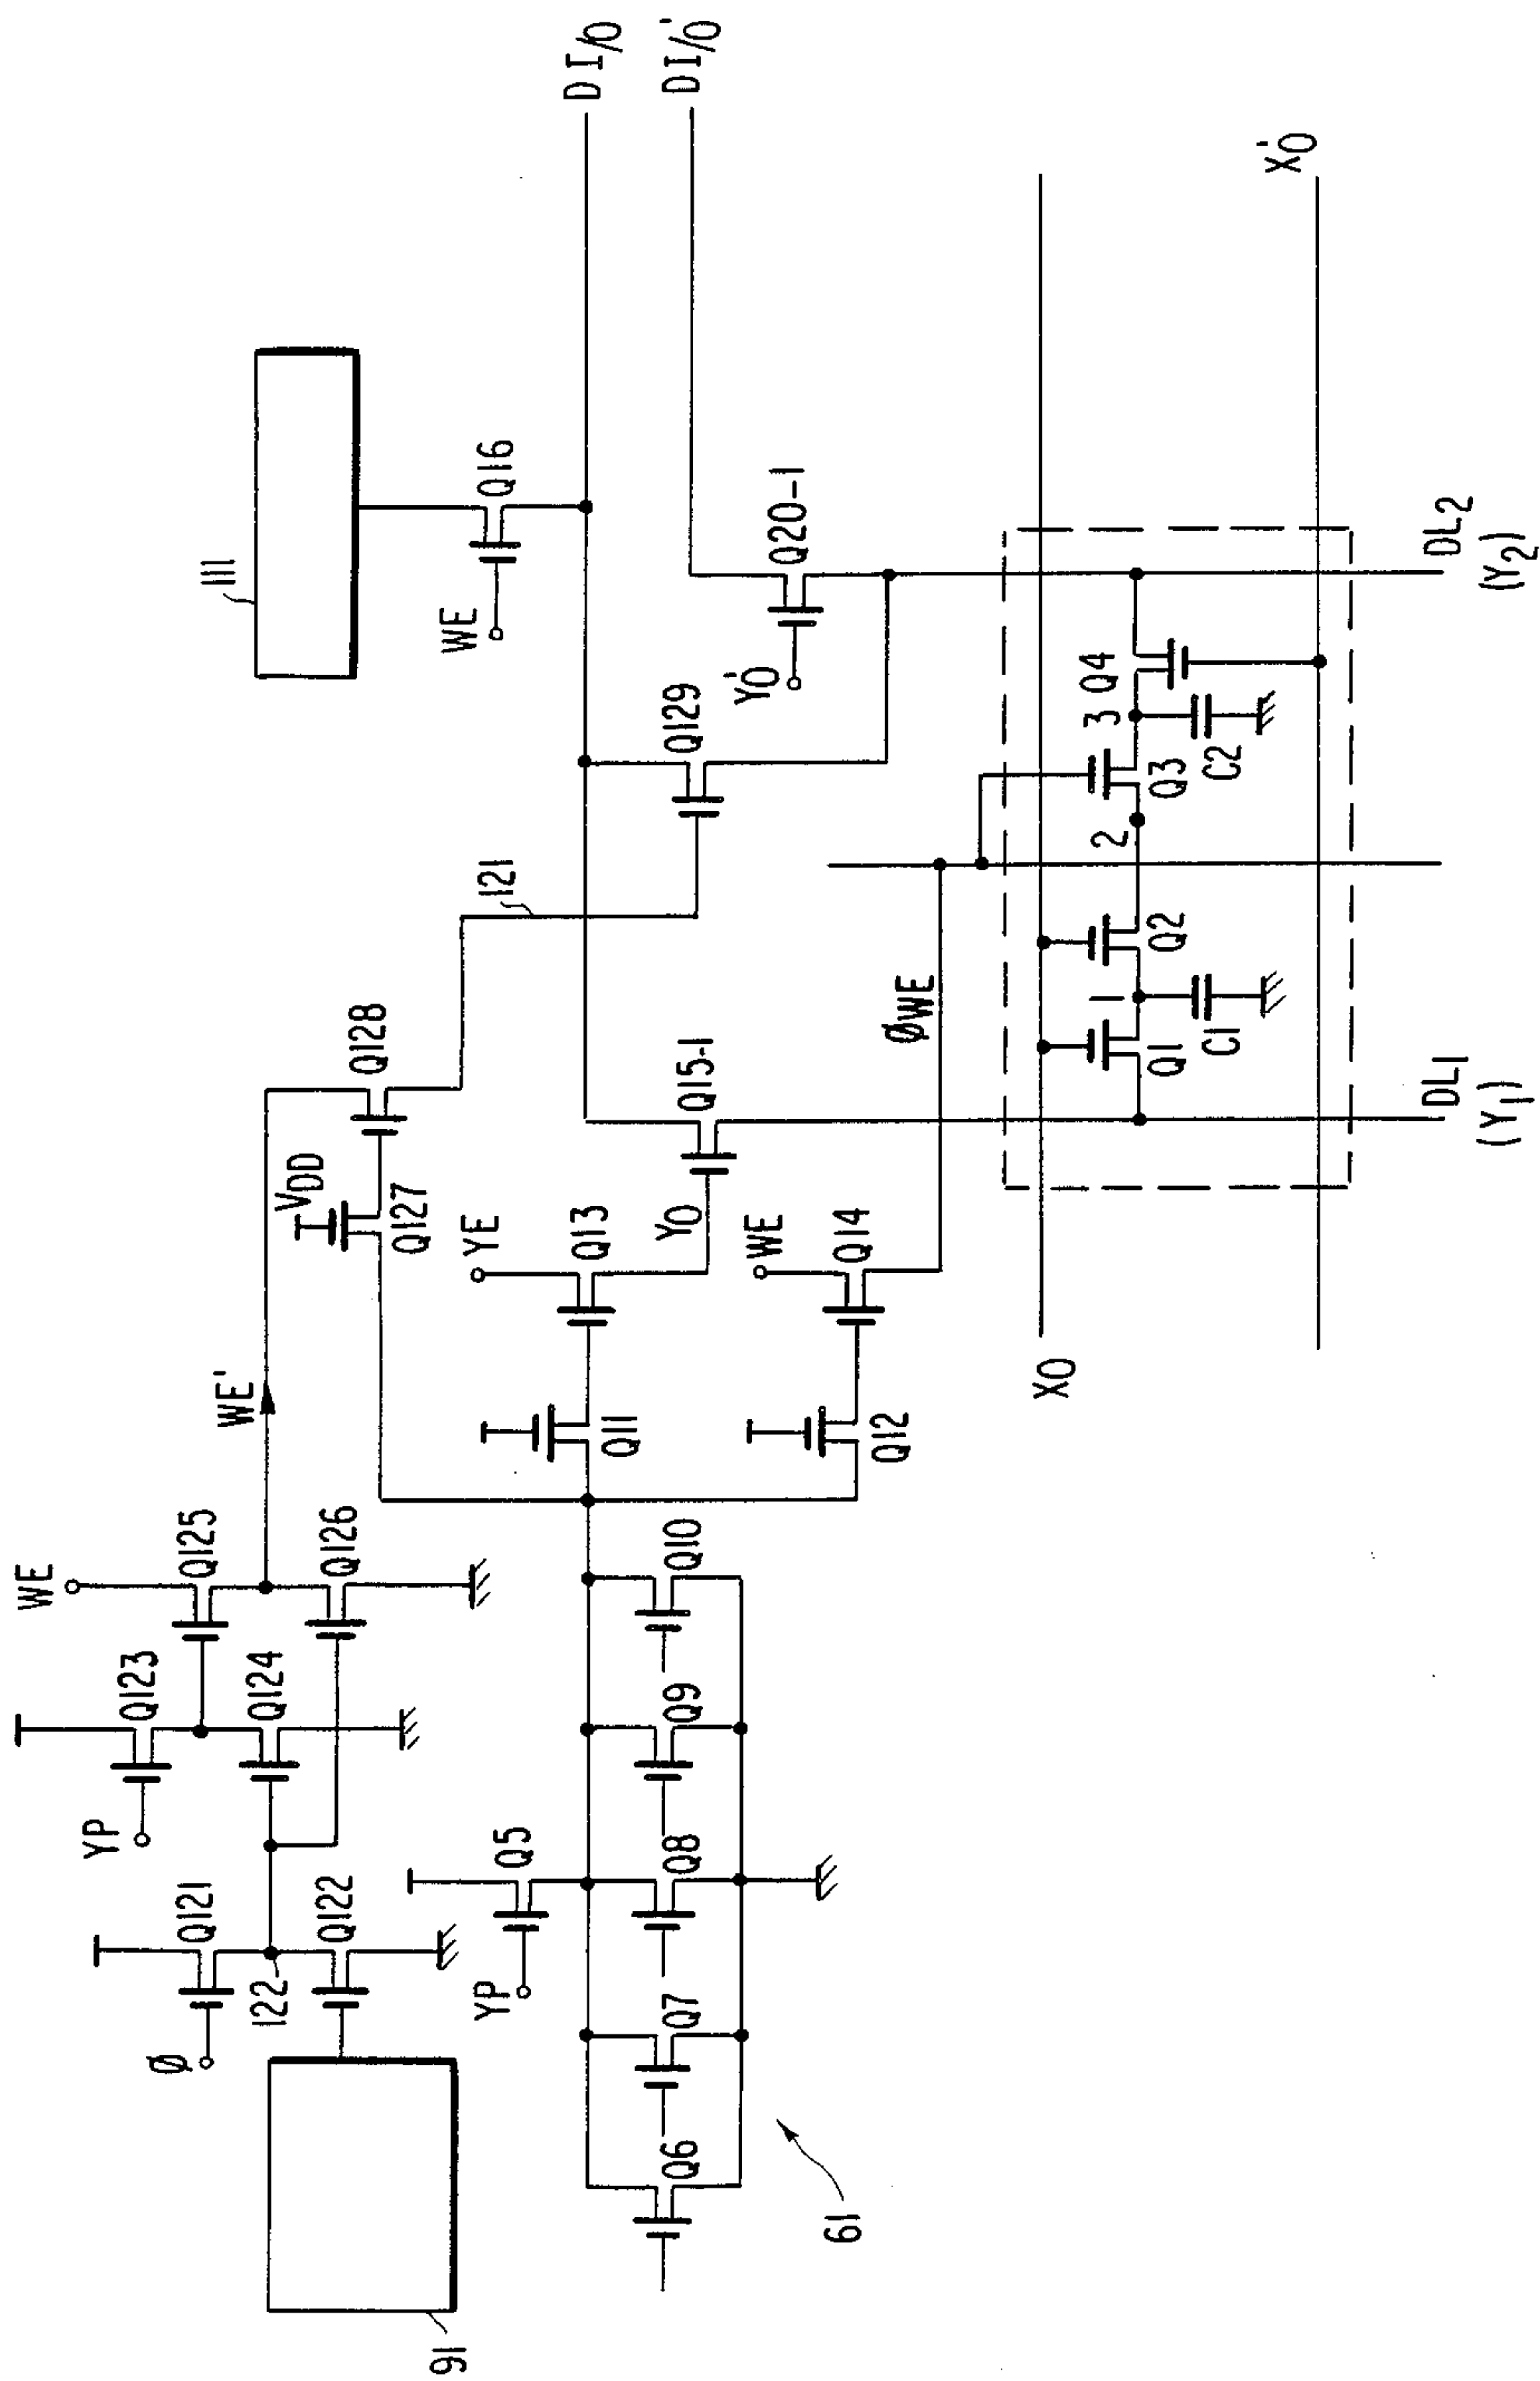 WE
YP
Q123
Q125
WE'
VDD
Q128
121
111
Ø
Q121
122
Q122
Q124
Q126
Q127
Q129
WE
Q16
DI/O
DI/O'
91
YP
Q5
Q6
Q7
Q8
Q9
Q10
61
Q11
YE
Q13
Y0
Q15-1
Y'0
Q20-1
Q12
WE
Q14
ØWE
X0
X'0
Q1
1
C1
Q2
2
Q3
3
C2
Q4
DL1
(Y1)
DL2
(Y2)